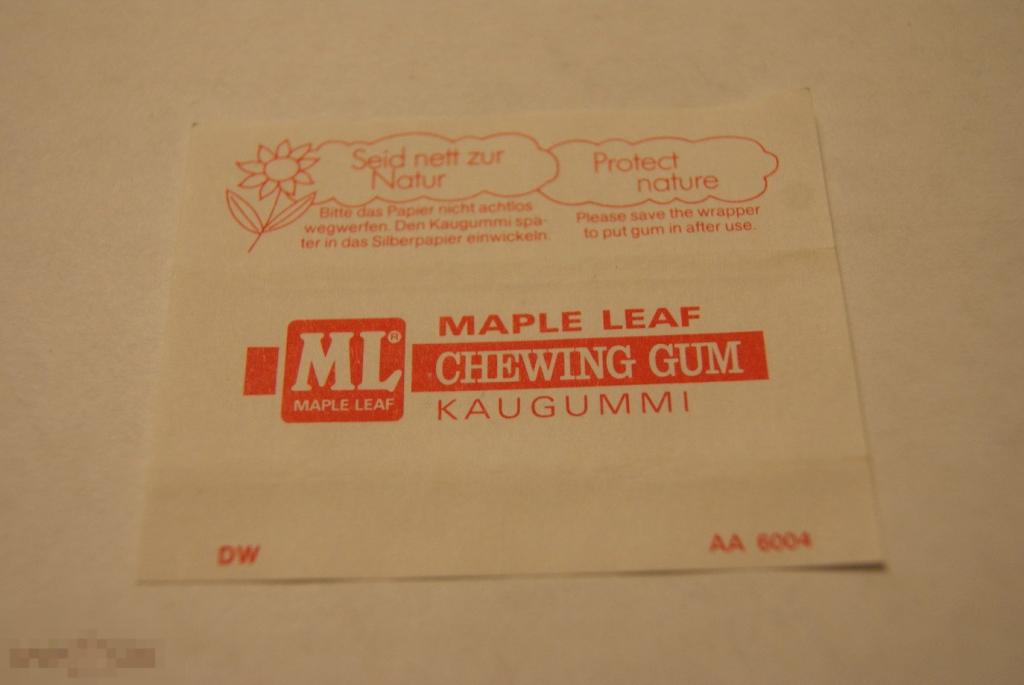 Seid nett zur
Natur
Bitte das Papier nicht achtlos
wegwerfen. Den Kaugummi spä-
ter in das Silberpapier einwickeln.
Protect
nature
Please save the wrapper
to put gum in after use.
ML®
MAPLE LEAF
MAPLE LEAF
CHEWING GUM
KAUGUMMI
DW
AA 6004